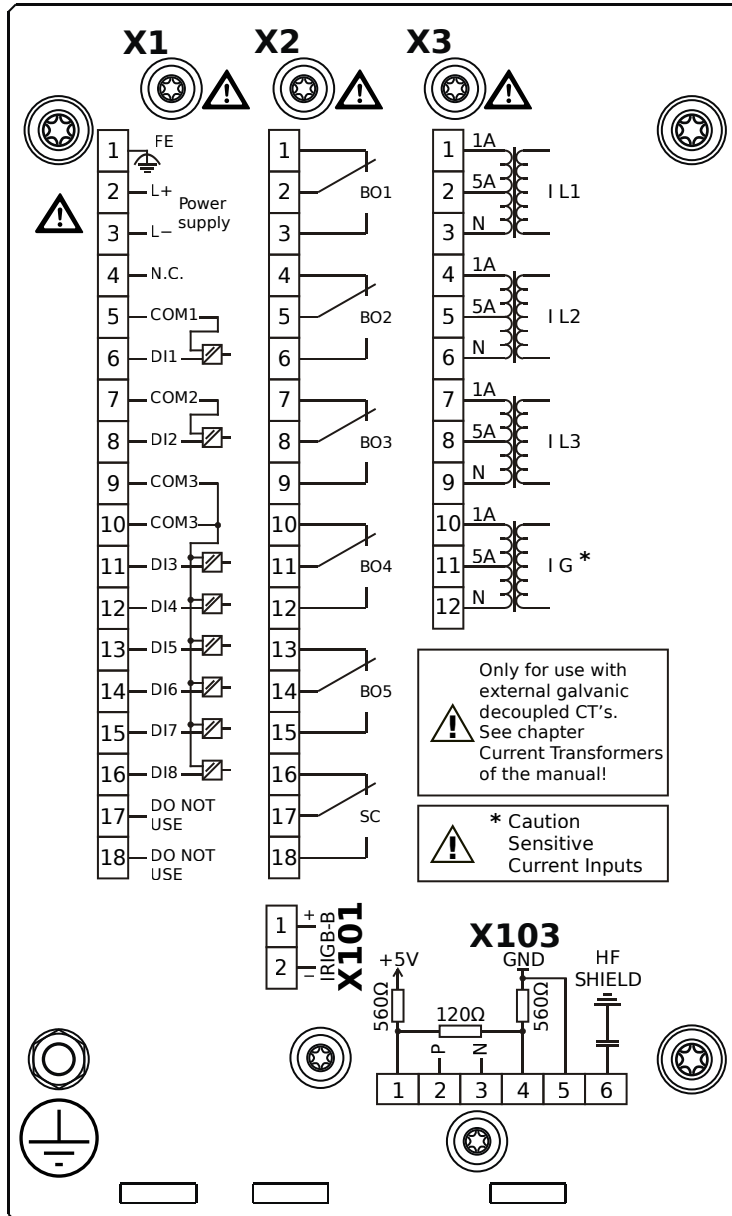 X1
X2
X3
1 FE
2 L+
Power
supply
3 L−
4 N.C.
5 COM1
6 DI1
7 COM2
8 DI2
9 COM3
10 COM3
11 DI3
12 DI4
13 DI5
14 DI6
15 DI7
16 DI8
17 DO NOT
USE
18 DO NOT
USE
1
2 BO1
3
4
5 BO2
6
7
8 BO3
9
10
11 BO4
12
13
14 BO5
15
16
17 SC
18
1 1A
2 5A I L1
3 N
4 1A
5 5A I L2
6 N
7 1A
8 5A I L3
9 N
10 1A
11 5A I G *
12 N
Only for use with
external galvanic
decoupled CT's.
See chapter
Current Transformers
of the manual!
* Caution
Sensitive
Current Inputs
1 +
2 −
IRIGB-B
X101
X103
+5V
GND
HF
SHIELD
560Ω
120Ω
560Ω
P
N
1 2 3 4 5 6